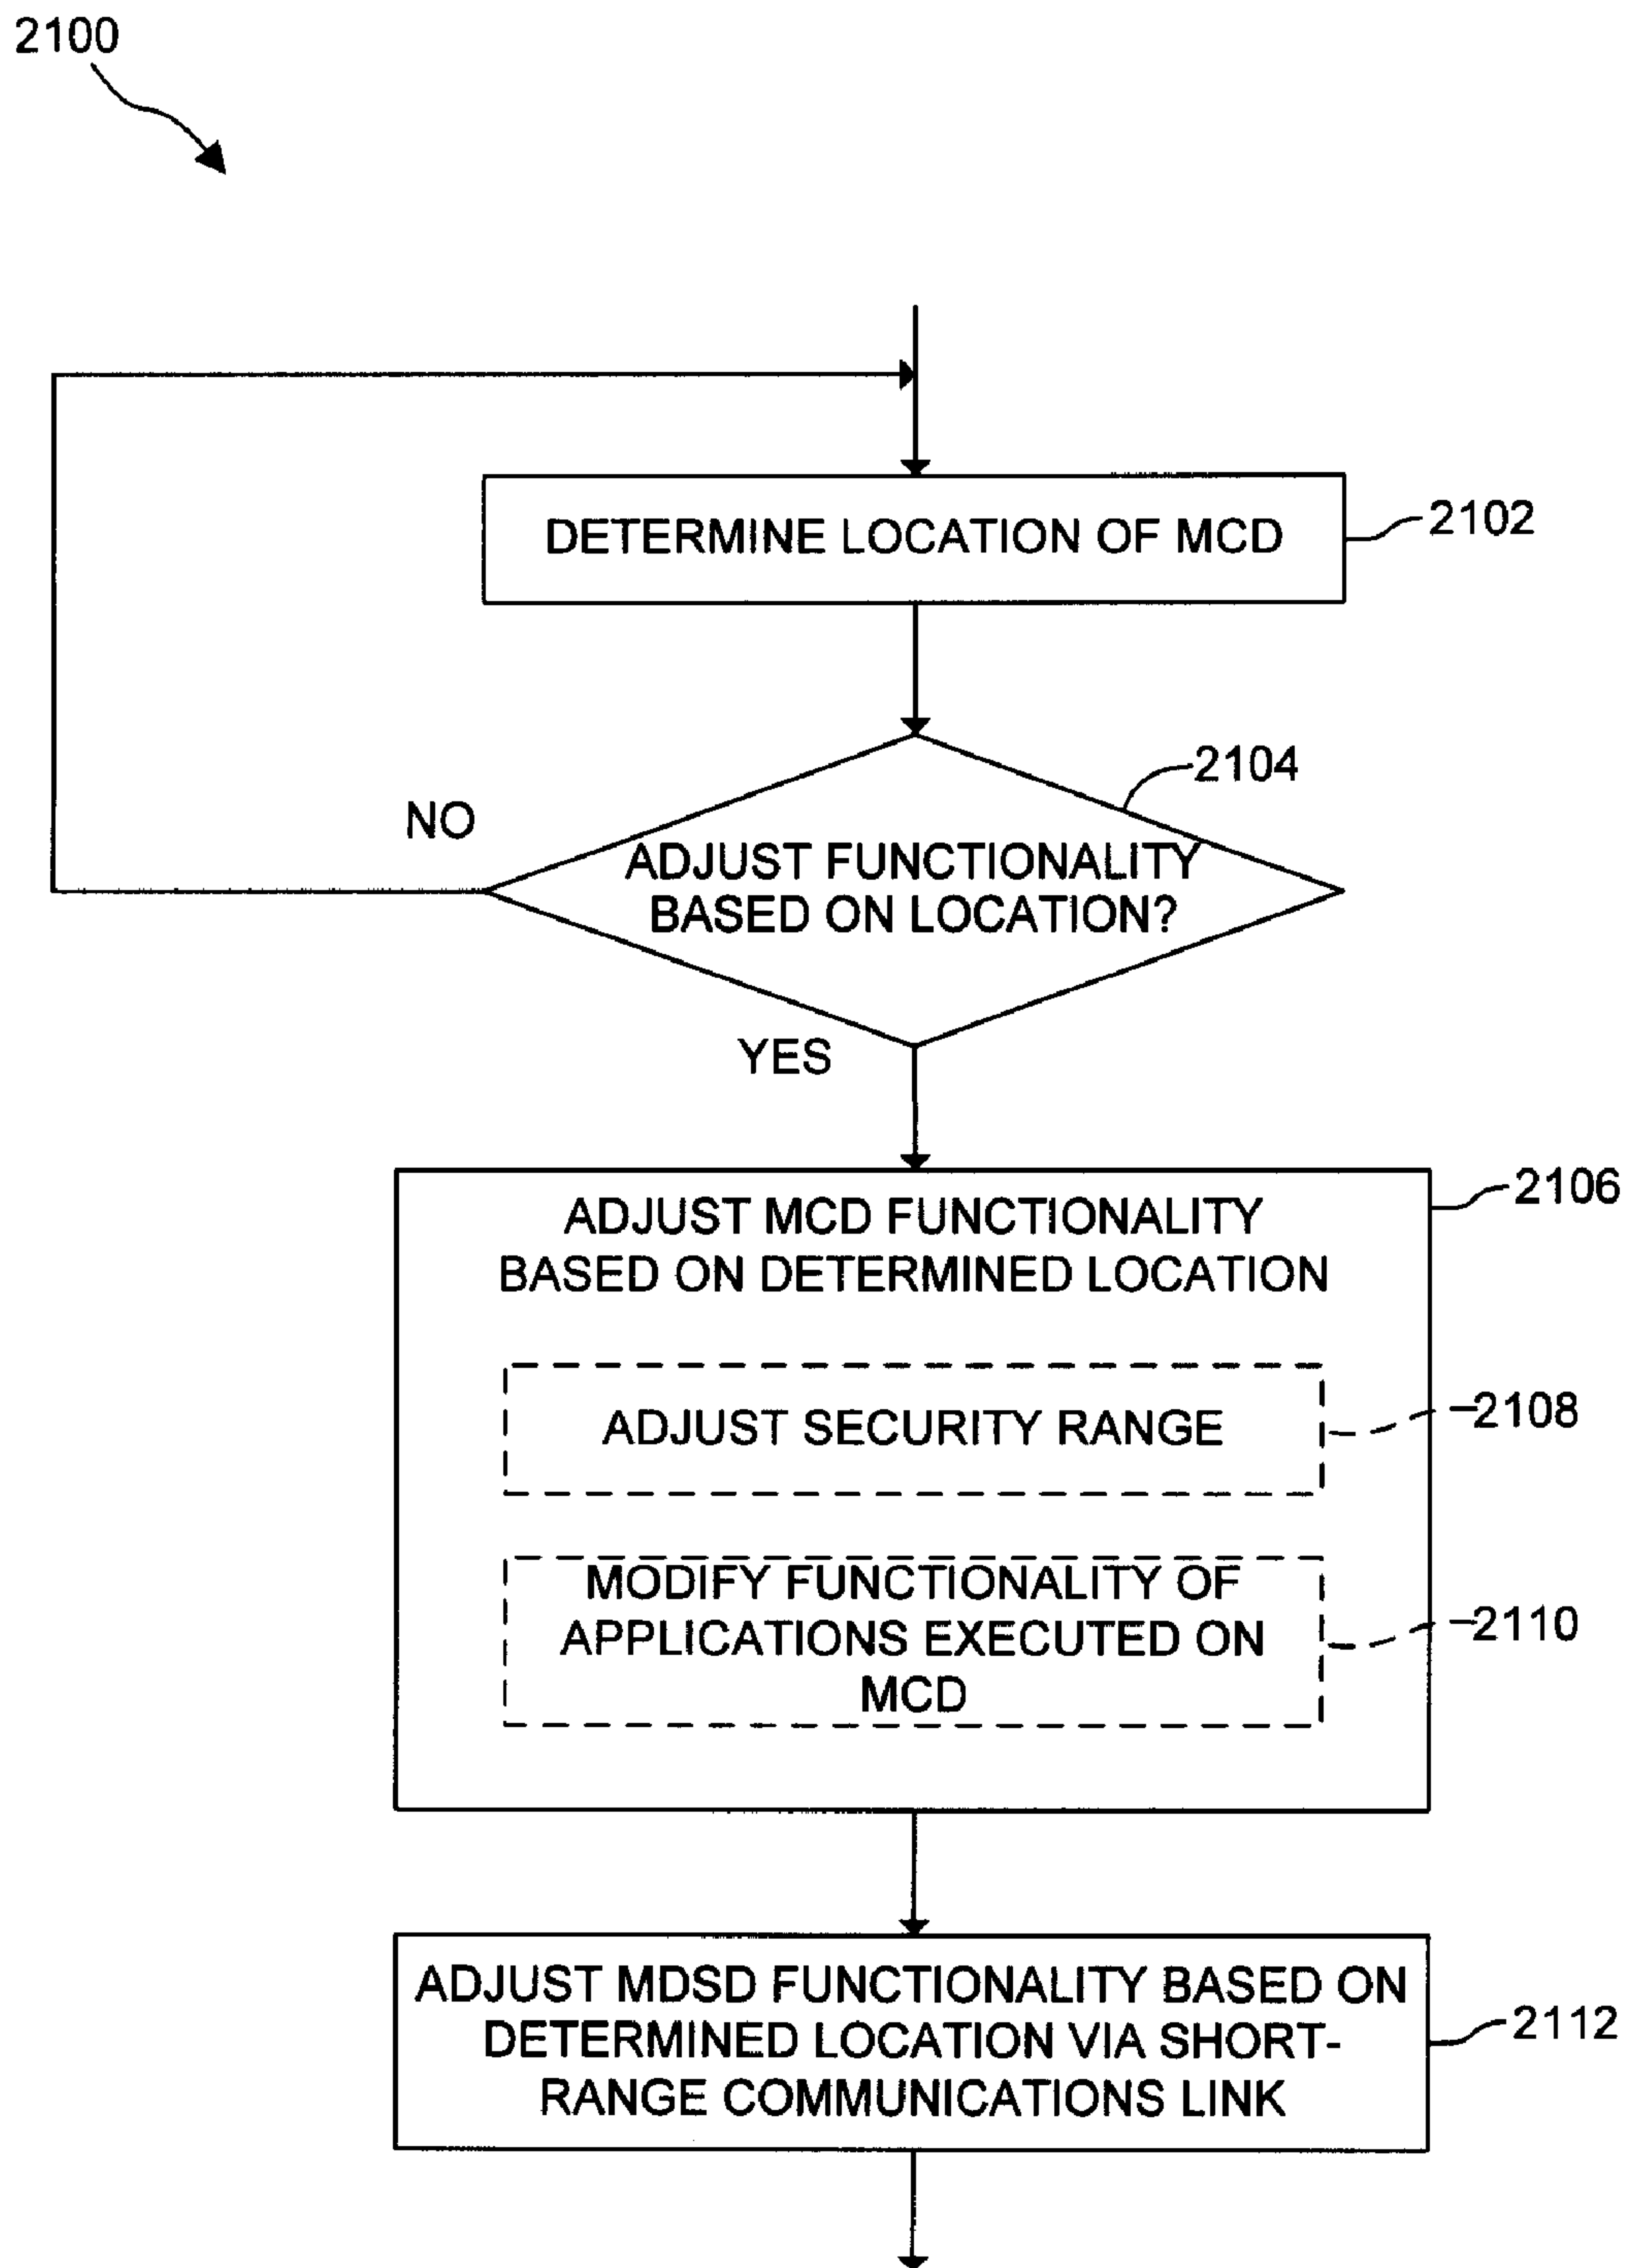 2100
DETERMINE LOCATION OF MCD
2102
2104
NO
ADJUST FUNCTIONALITY
BASED ON LOCATION?
YES
2106
ADJUST MCD FUNCTIONALITY
BASED ON DETERMINED LOCATION
ADJUST SECURITY RANGE
2108
MODIFY FUNCTIONALITY OF
APPLICATIONS EXECUTED ON
MCD
2110
ADJUST MDSD FUNCTIONALITY BASED ON
DETERMINED LOCATION VIA SHORT-
RANGE COMMUNICATIONS LINK
2112